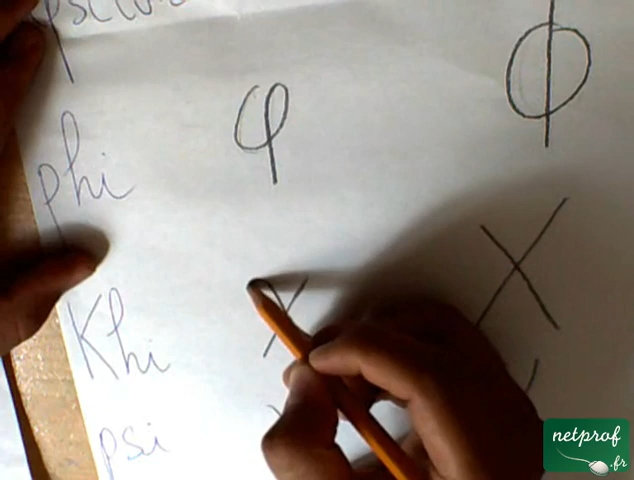 phi φ Φ
Khi χ Χ
psi
netprof
.fr